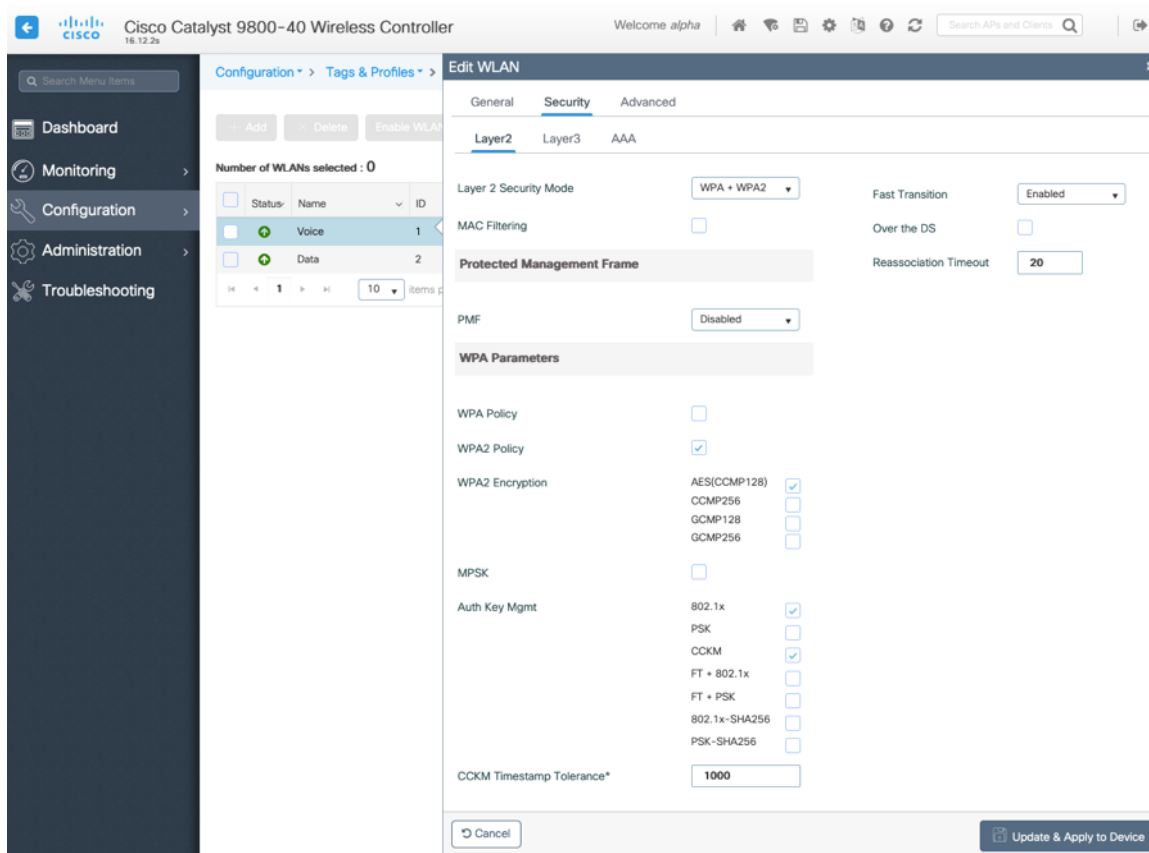 CISCO
Cisco Catalyst 9800-40 Wireless Controller
16.12.2s
Welcome alpha
Search APs and Clients
Search Menu Items
Dashboard
Monitoring
Configuration
Administration
Troubleshooting
Configuration > Tags & Profiles >
+ Add
× Delete
Enable WLAN
Number of WLANs selected : 0
Status Name ID
Voice 1
Data 2
1 10 items p
Edit WLAN
General Security Advanced
Layer2 Layer3 AAA
Layer 2 Security Mode WPA + WPA2
MAC Filtering
Protected Management Frame
PMF Disabled
WPA Parameters
WPA Policy
WPA2 Policy
WPA2 Encryption AES(CCMP128)
CCMP256
GCMP128
GCMP256
MPSK
Auth Key Mgmt 802.1x
PSK
CCKM
FT + 802.1x
FT + PSK
802.1x-SHA256
PSK-SHA256
CCKM Timestamp Tolerance* 1000
Fast Transition Enabled
Over the DS
Reassociation Timeout 20
Cancel
Update & Apply to Device